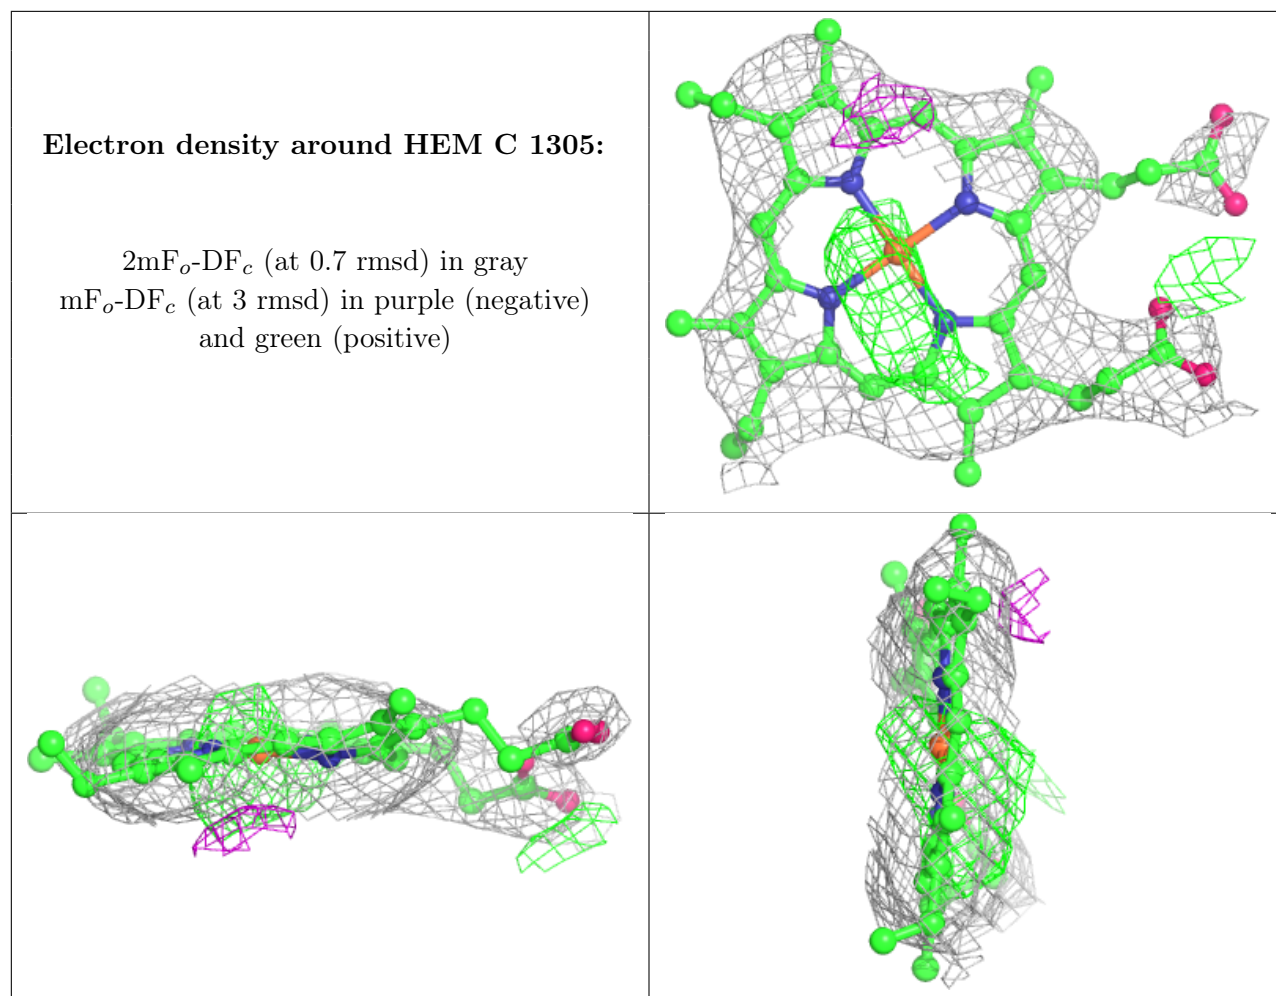 Electron density around HEM C 1305:
2mFo-DFc (at 0.7 rmsd) in gray
mFo-DFc (at 3 rmsd) in purple (negative)
and green (positive)